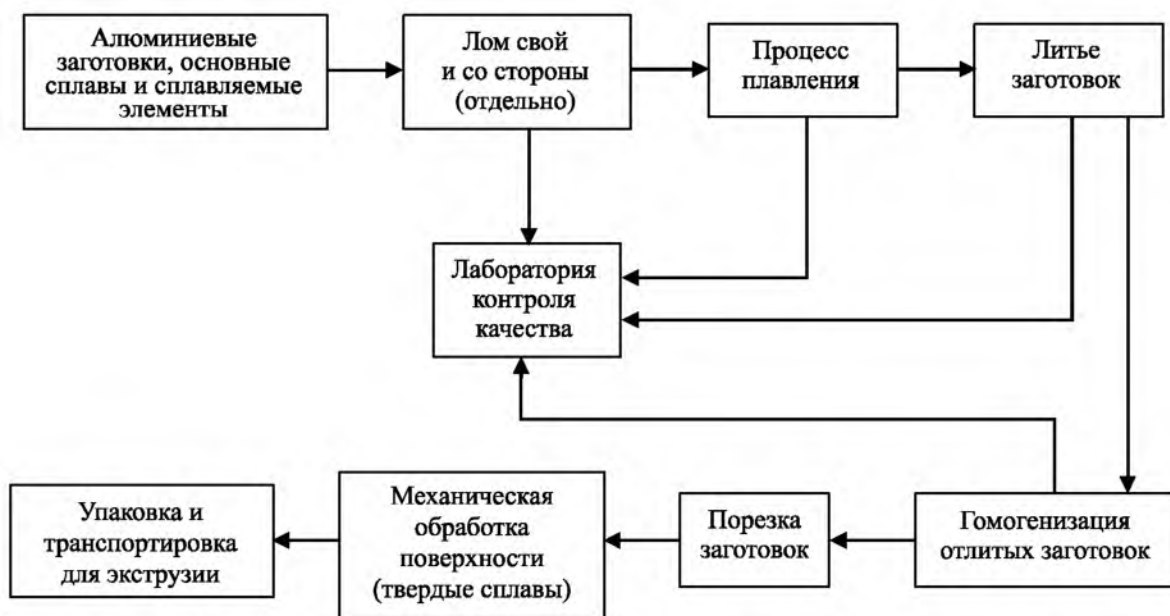 Алюминиевые
заготовки, основные
сплавы и сплавляемые
элементы
Лом свой
и со стороны
(отдельно)
Процесс
плавления
Литье
заготовок
Лаборатория
контроля
качества
Упаковка и
транспортировка
для экструзии
Механическая
обработка
поверхности
(твердые сплавы)
Порезка
заготовок
Гомогенизация
отлитых заготовок